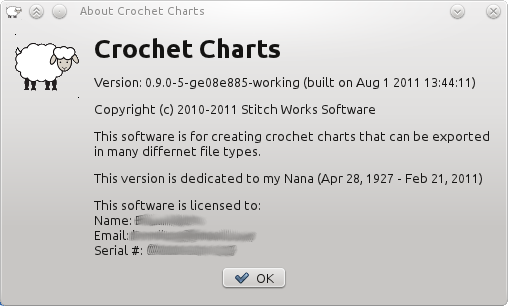 About Crochet Charts
Crochet Charts
Version: 0.9.0-5-ge08e885-working (built on Aug 1 2011 13:44:11)
Copyright (c) 2010-2011 Stitch Works Software
This software is for creating crochet charts that can be exported
in many differnet file types.
This version is dedicated to my Nana (Apr 28, 1927 - Feb 21, 2011)
This software is licensed to:
Name:
Email:
Serial #:
OK